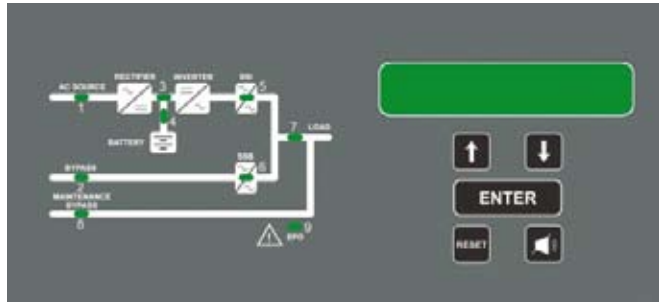 RECTIFIER
INVERTER
SSI
AC SOURCE
1
3
5
4
BATTERY
7
LOAD
BYPASS
2
SSB
6
MAINTENANCE
BYPASS
8
EPO
9
ENTER
RESET